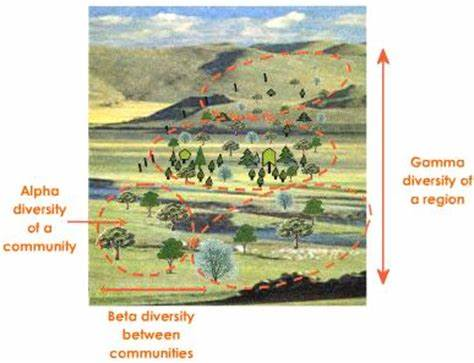 Alpha
diversity
of a
community
Gamma
diversity of
a region
Beta diversity
between
communities